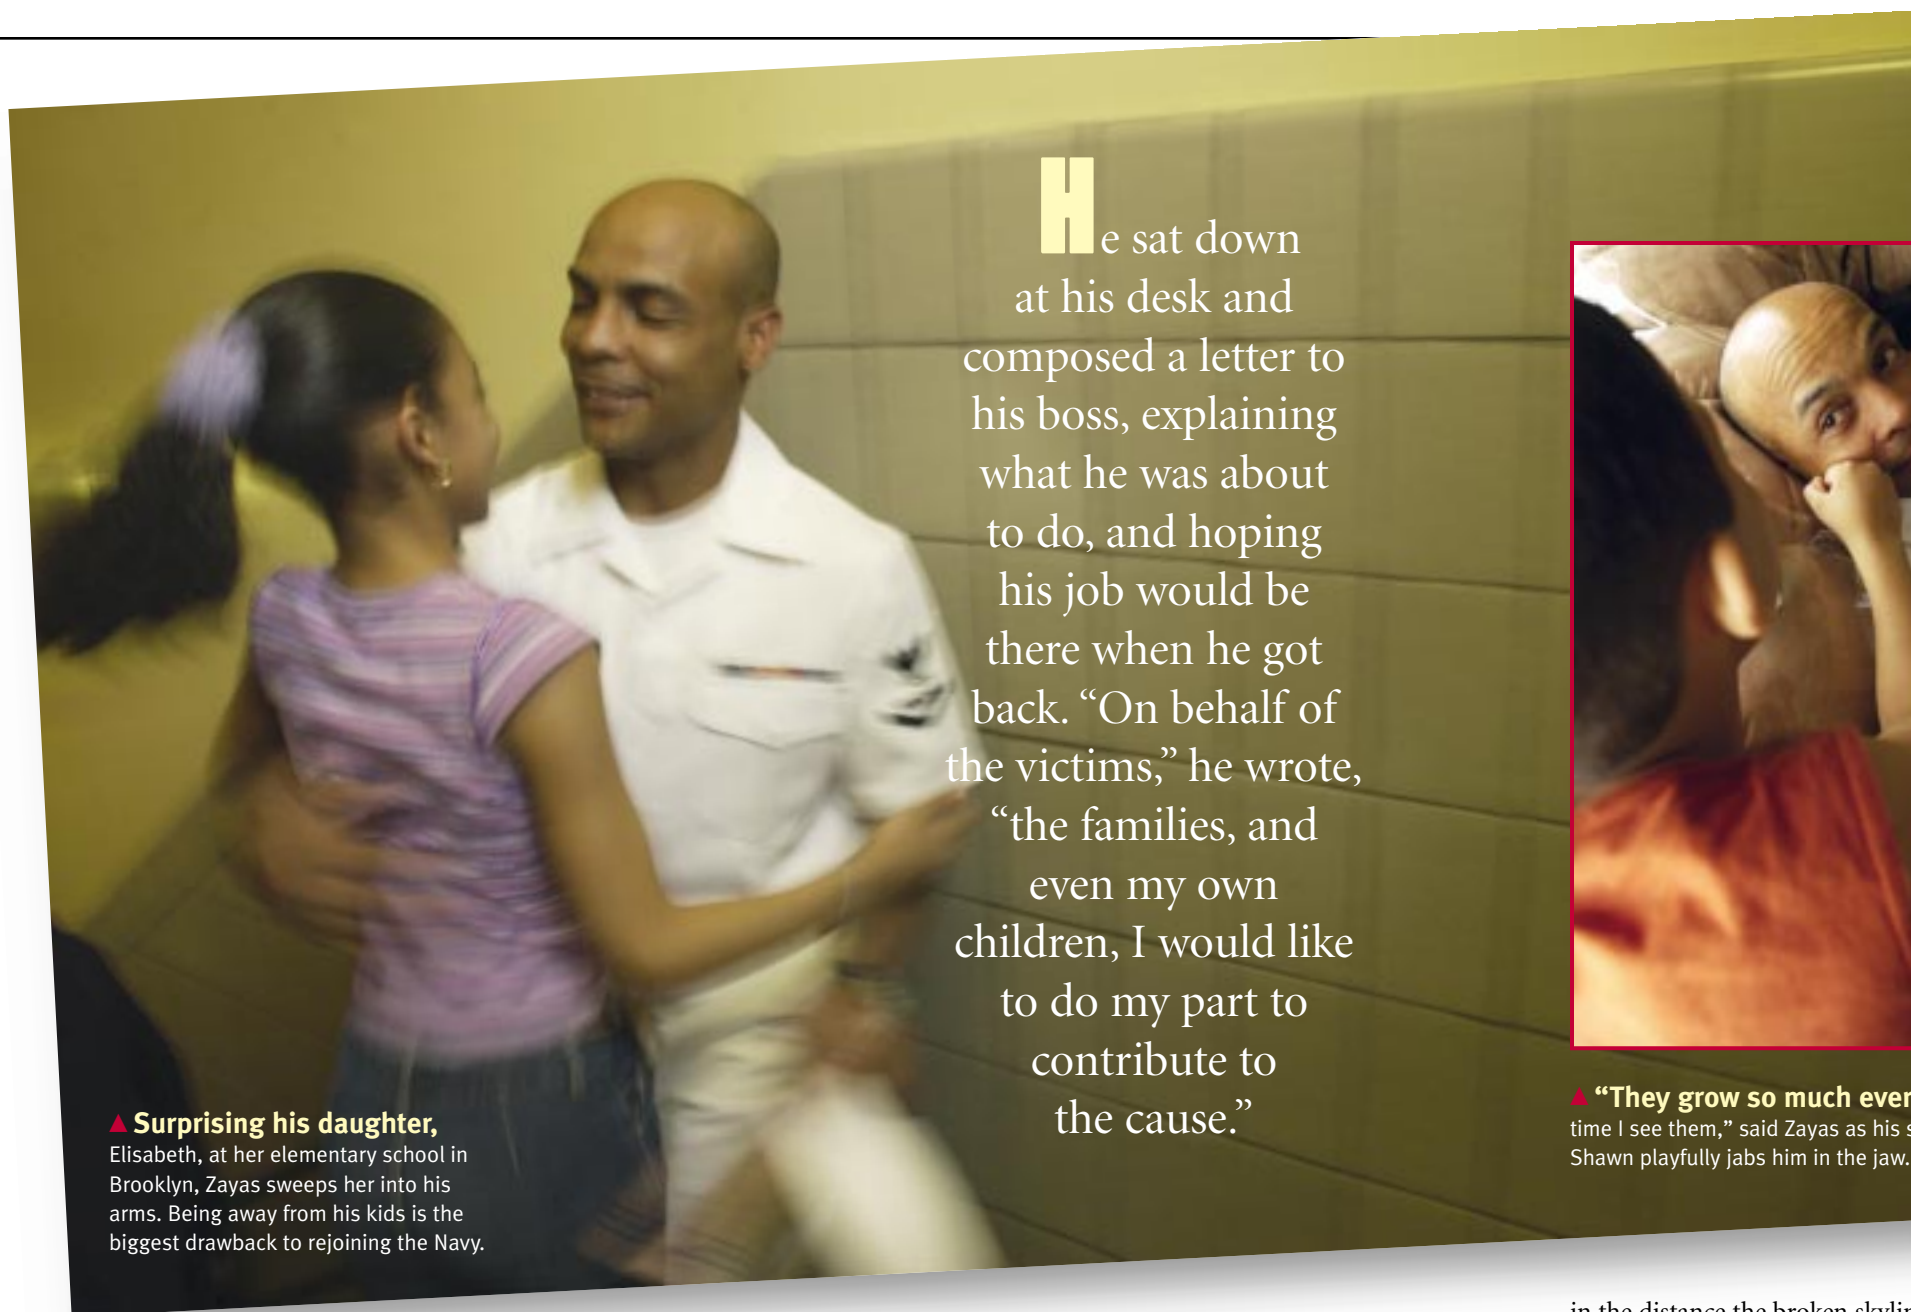 He sat down
at his desk and
composed a letter to
his boss, explaining
what he was about
to do, and hoping
his job would be
there when he got
back. “On behalf of
the victims,” he wrote,
“the families, and
even my own
children, I would like
to do my part to
contribute to
the cause.”
▲ Surprising his daughter,
Elisabeth, at her elementary school in
Brooklyn, Zayas sweeps her into his
arms. Being away from his kids is the
biggest drawback to rejoining the Navy.
▲ “They grow so much
time I see them,” said Zayas as his
Shawn playfully jabs him in the jaw.
in the distance the broken